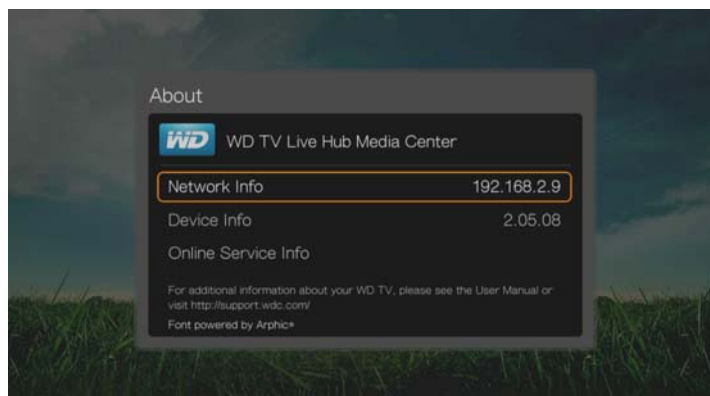 About
WD WD TV Live Hub Media Center
Network Info 192.168.2.9
Device Info 2.05.08
Online Service Info
For additional information about your WD TV, please see the User Manual or
visit http://support.wdc.com/
Font powered by Arphic®